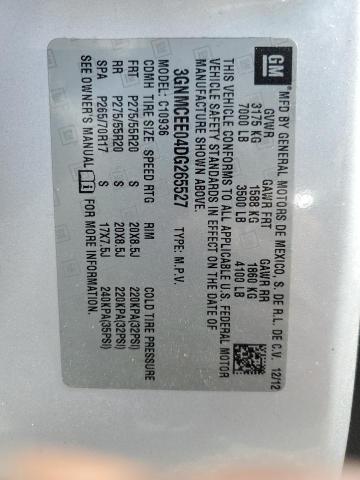 GM
MFD BY GENERAL MOTORS DE MEXICO, S. DE R.L. DE C.V. 12/12
GVWR GAWR FRT GAWR RR
3175 KG 1588 KG 1860 KG
7000 LB 3500 LB 4100 LB
THIS VEHICLE CONFORMS TO ALL APPLICABLE U.S. FEDERAL MOTOR
VEHICLE SAFETY STANDARDS IN EFFECT ON THE DATE OF
MANUFACTURE SHOWN ABOVE.
3GNMCEE04DG265527 TYPE: M.P.V.
MODEL: C10936
CDMH TIRE SIZE SPEED RTG RIM COLD TIRE PRESSURE
FRT P275/55R20 S 20X8.5J 220KPA(32PSI)
RR P275/55R20 S 20X8.5J 220KPA(32PSI)
SP P265/70R17 S 17X7.5J 240KPA(35PSI)
SEE OWNER'S MANUAL FOR MORE INFORMATION.